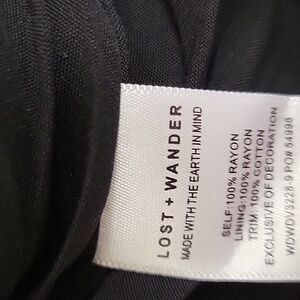 LOST + WANDER
MADE WITH THE EARTH IN MIND
SELF: 100% RAYON
LINING: 100% RAYON
TRIM: 100% COTTON
EXCLUSIVE OF DECORATION
WDWDV3228-9 PO# 54998